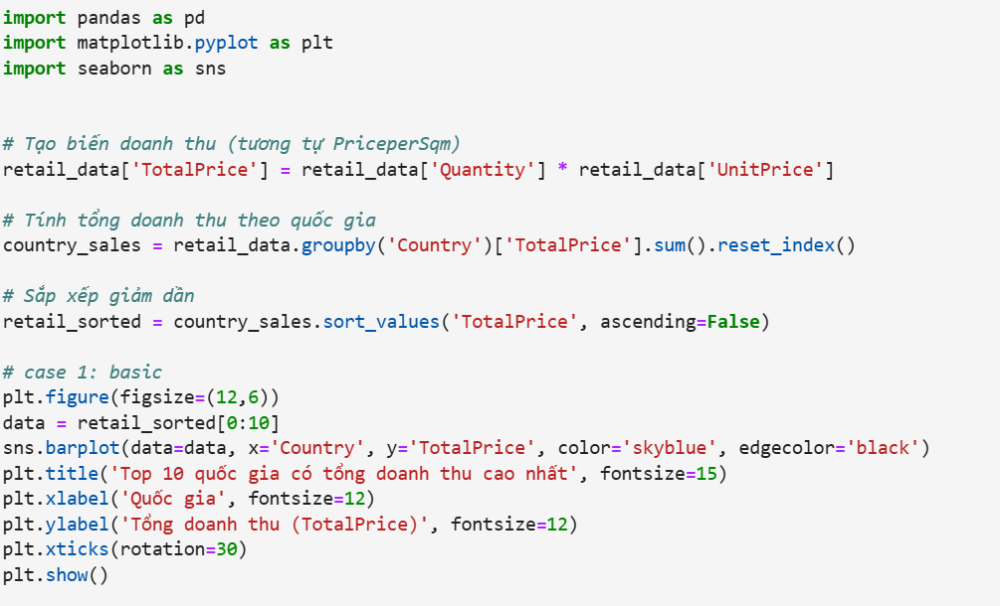 import pandas as pd
import matplotlib.pyplot as plt
import seaborn as sns
# Tạo biến doanh thu (tương tự PriceperSqm)
retail_data['TotalPrice'] = retail_data['Quantity'] * retail_data['UnitPrice']
# Tính tổng doanh thu theo quốc gia
country_sales = retail_data.groupby('Country')['TotalPrice'].sum().reset_index()
# Sắp xếp giảm dần
retail_sorted = country_sales.sort_values('TotalPrice', ascending=False)
# case 1: basic
plt.figure(figsize=(12,6))
data = retail_sorted[0:10]
sns.barplot(data=data, x='Country', y='TotalPrice', color='skyblue', edgecolor='black')
plt.title('Top 10 quốc gia có tổng doanh thu cao nhất', fontsize=15)
plt.xlabel('Quốc gia', fontsize=12)
plt.ylabel('Tổng doanh thu (TotalPrice)', fontsize=12)
plt.xticks(rotation=30)
plt.show()